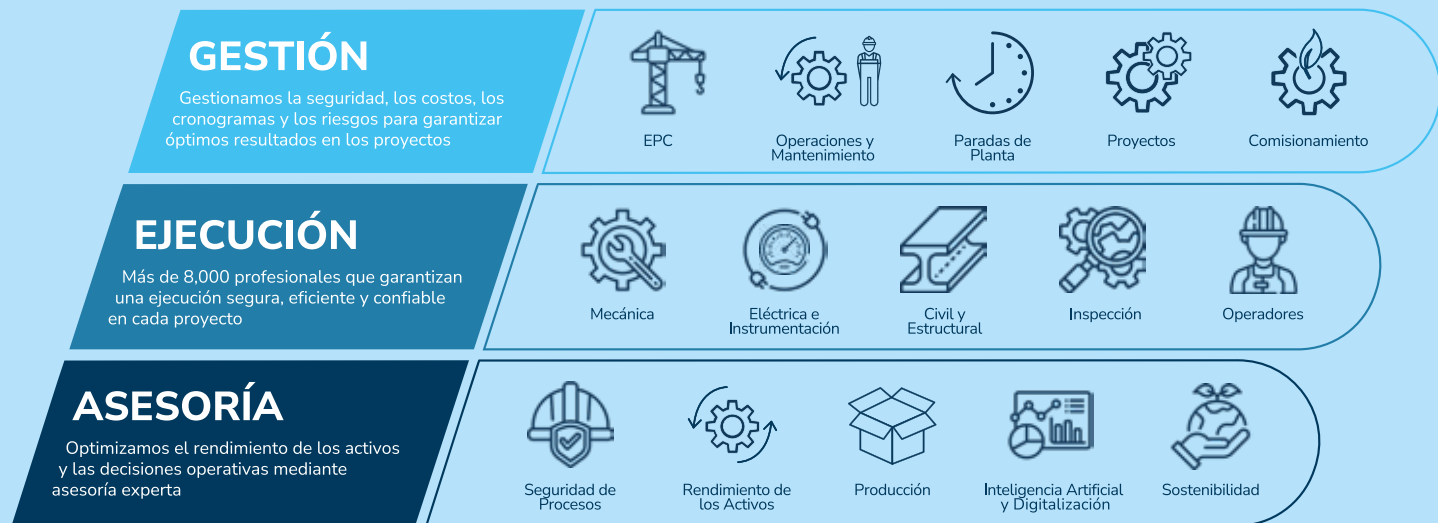 GESTIÓN
Gestionamos la seguridad, los costos, los
cronogramas y los riesgos para garantizar
óptimos resultados en los proyectos
EPC
Operaciones y
Mantenimiento
Paradas de
Planta
Proyectos
Comisionamiento
EJECUCIÓN
Más de 8,000 profesionales que garantizan
una ejecución segura, eficiente y confiable
en cada proyecto
Mecánica
Eléctrica e
Instrumentación
Civil y
Estructural
Inspección
Operadores
ASESORÍA
Optimizamos el rendimiento de los activos
y las decisiones operativas mediante
asesoría experta
Seguridad de
Procesos
Rendimiento de
los Activos
Producción
Inteligencia Artificial
y Digitalización
Sostenibilidad